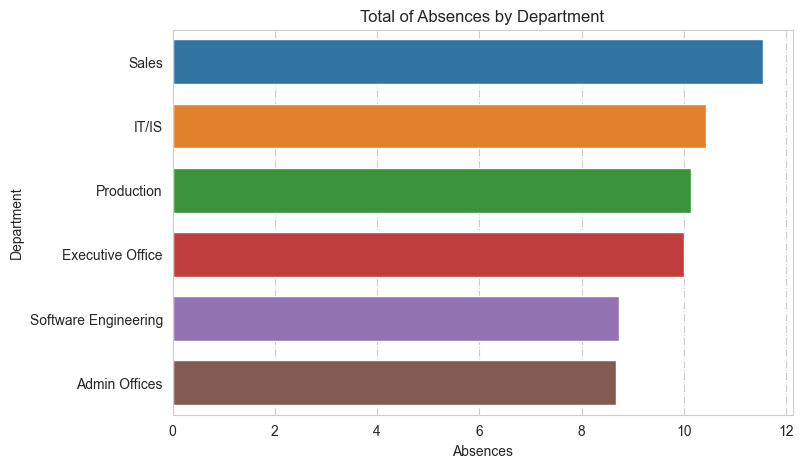 Total of Absences by Department
Department
Sales
IT/IS
Production
Executive Office
Software Engineering
Admin Offices
0 2 4 6 8 10 12
Absences